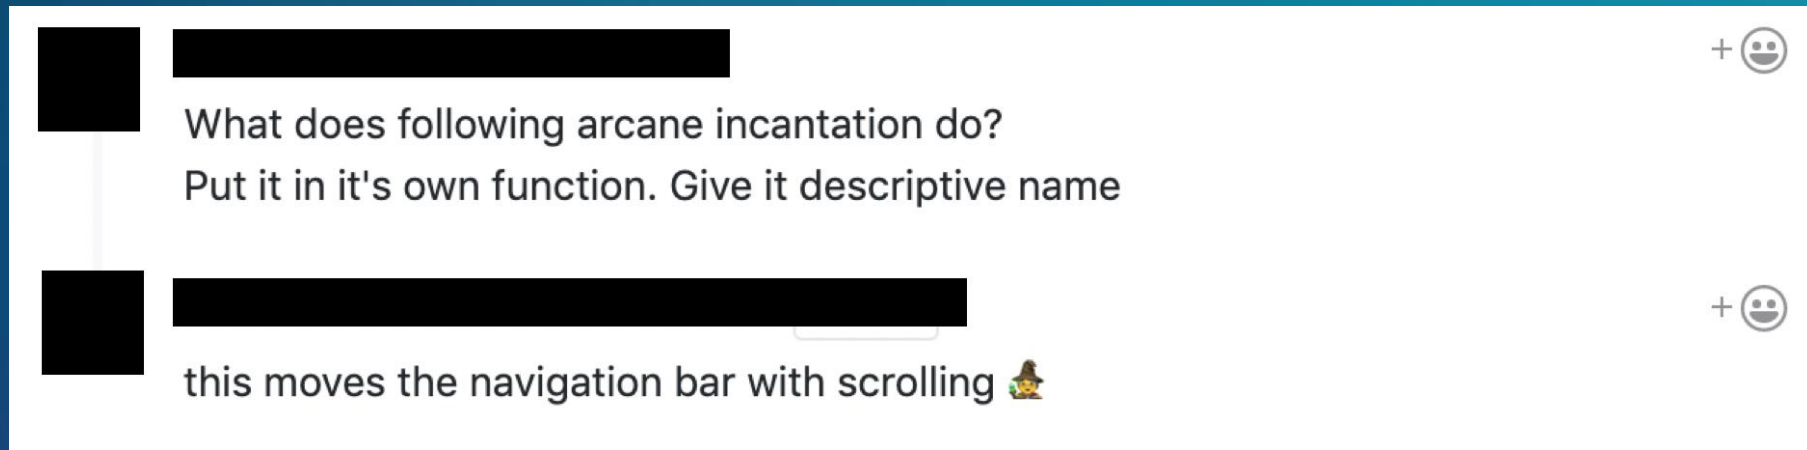 What does following arcane incantation do?
Put it in it's own function. Give it descriptive name
this moves the navigation bar with scrolling 🧙‍♀️